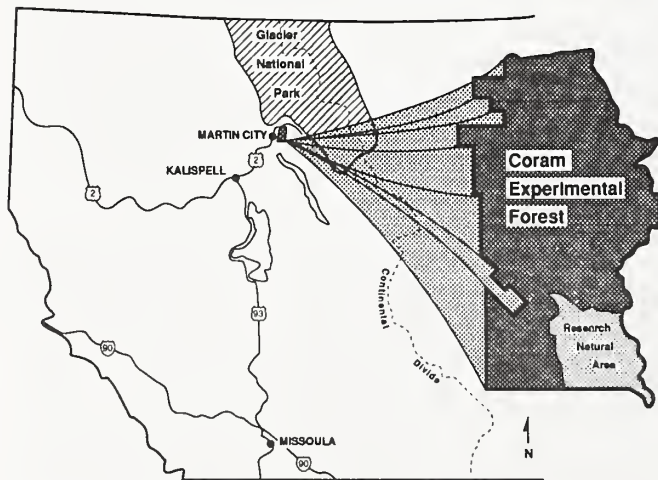 Glacier
National
Park
MARTIN CITY
2
KALISPELL
2
93
90
MISSOULA
90
Continental
Divide
Coram
Experimental
Forest
Research
Natural
Area
N